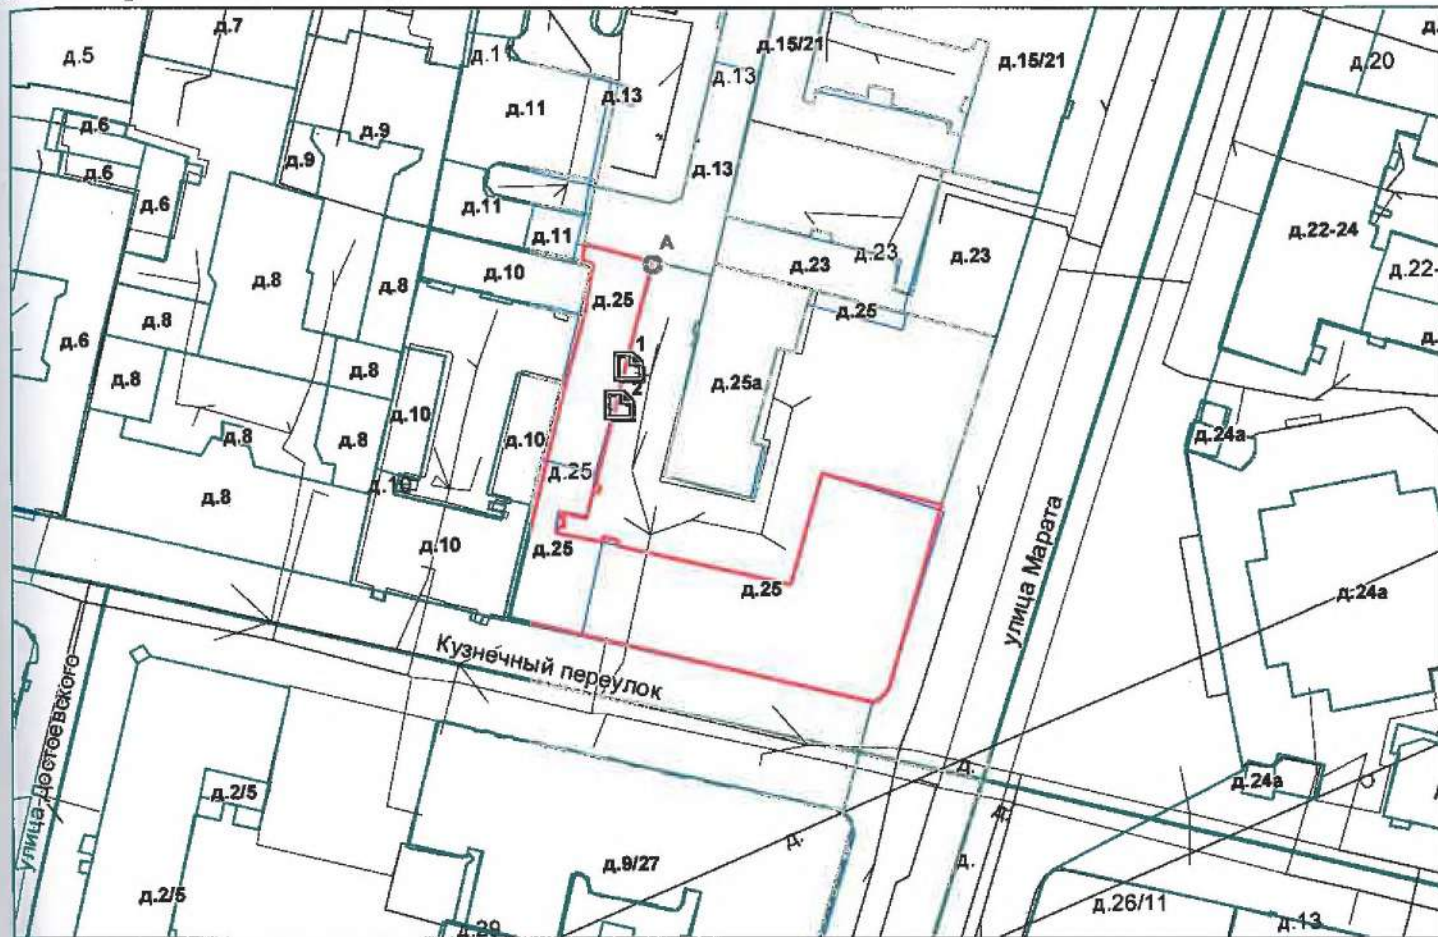 д.7
д.5
д.11
д.13
д.13
д.15/21
д.15/21
д.20
д.11
д.6
д.9
д.9
д.6
д.6
д.11
д.13
д.11
A
д.10
д.23
д.23
д.23
д.22-24
д.8
д.8
д.25
д.25
д.6
д.8
1
д.8
д.8
2
д.25а
д.10
д.10
д.8
д.8
д.25
д.24а
д.10
д.8
д.10
д.25
д.25
улица Марата
д.24а
Кузнечный переулок
улица Достоевского
д.
д.24а
д.2/5
д.
д.
д.9/27
д.
д.2/5
д.26/11
д.13
д.29